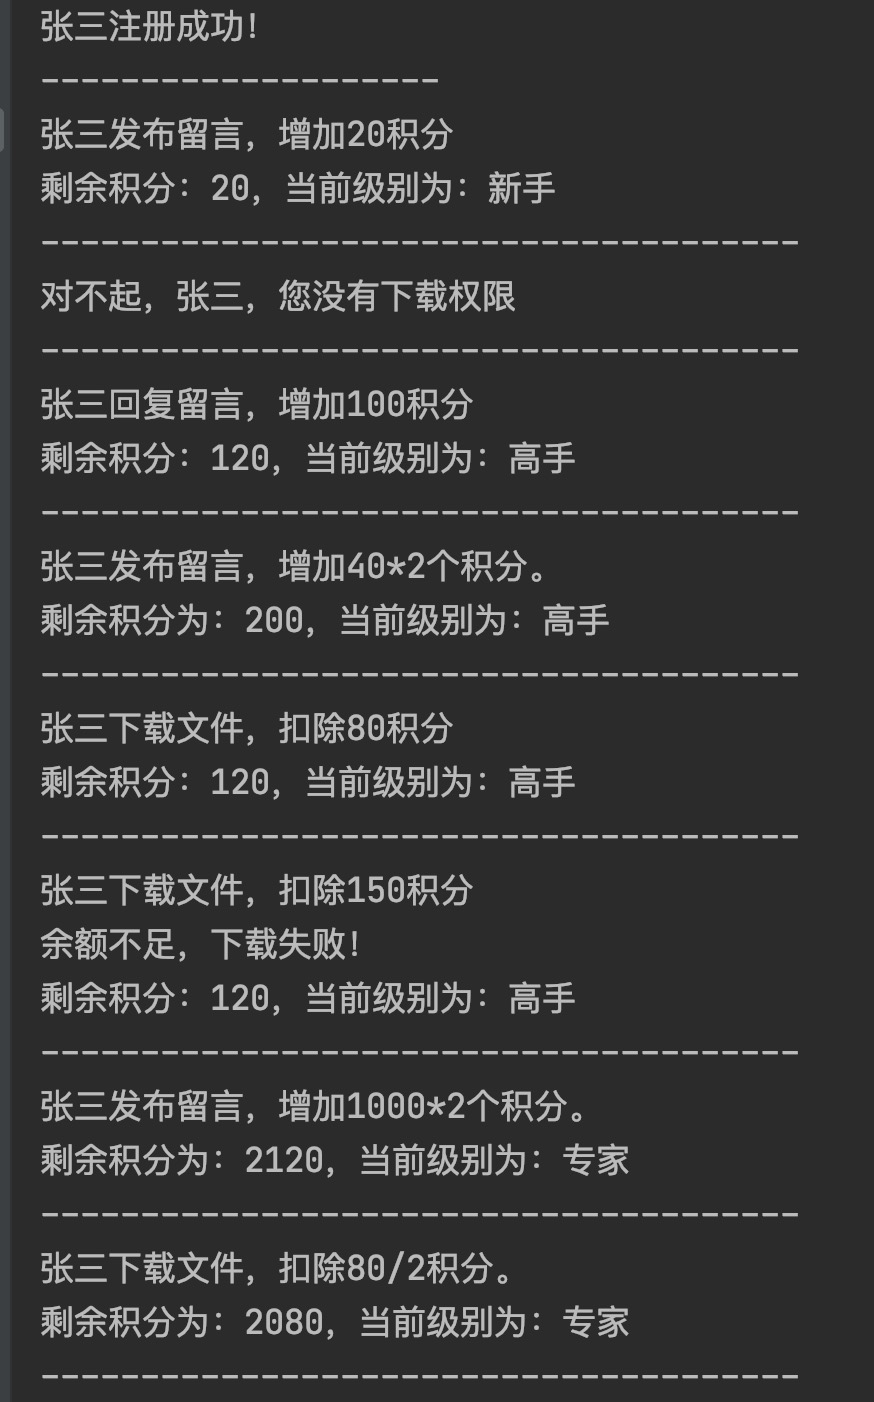 张三注册成功！
--------------------
张三发布留言，增加20积分
剩余积分：20，当前级别为：新手
--------------------------------------
对不起，张三，您没有下载权限
--------------------------------------
张三回复留言，增加100积分
剩余积分：120，当前级别为：高手
--------------------------------------
张三发布留言，增加40*2个积分。
剩余积分为：200，当前级别为：高手
--------------------------------------
张三下载文件，扣除80积分
剩余积分：120，当前级别为：高手
--------------------------------------
张三下载文件，扣除150积分
余额不足，下载失败！
剩余积分：120，当前级别为：高手
--------------------------------------
张三发布留言，增加1000*2个积分。
剩余积分为：2120，当前级别为：专家
--------------------------------------
张三下载文件，扣除80/2积分。
剩余积分为：2080，当前级别为：专家
--------------------------------------